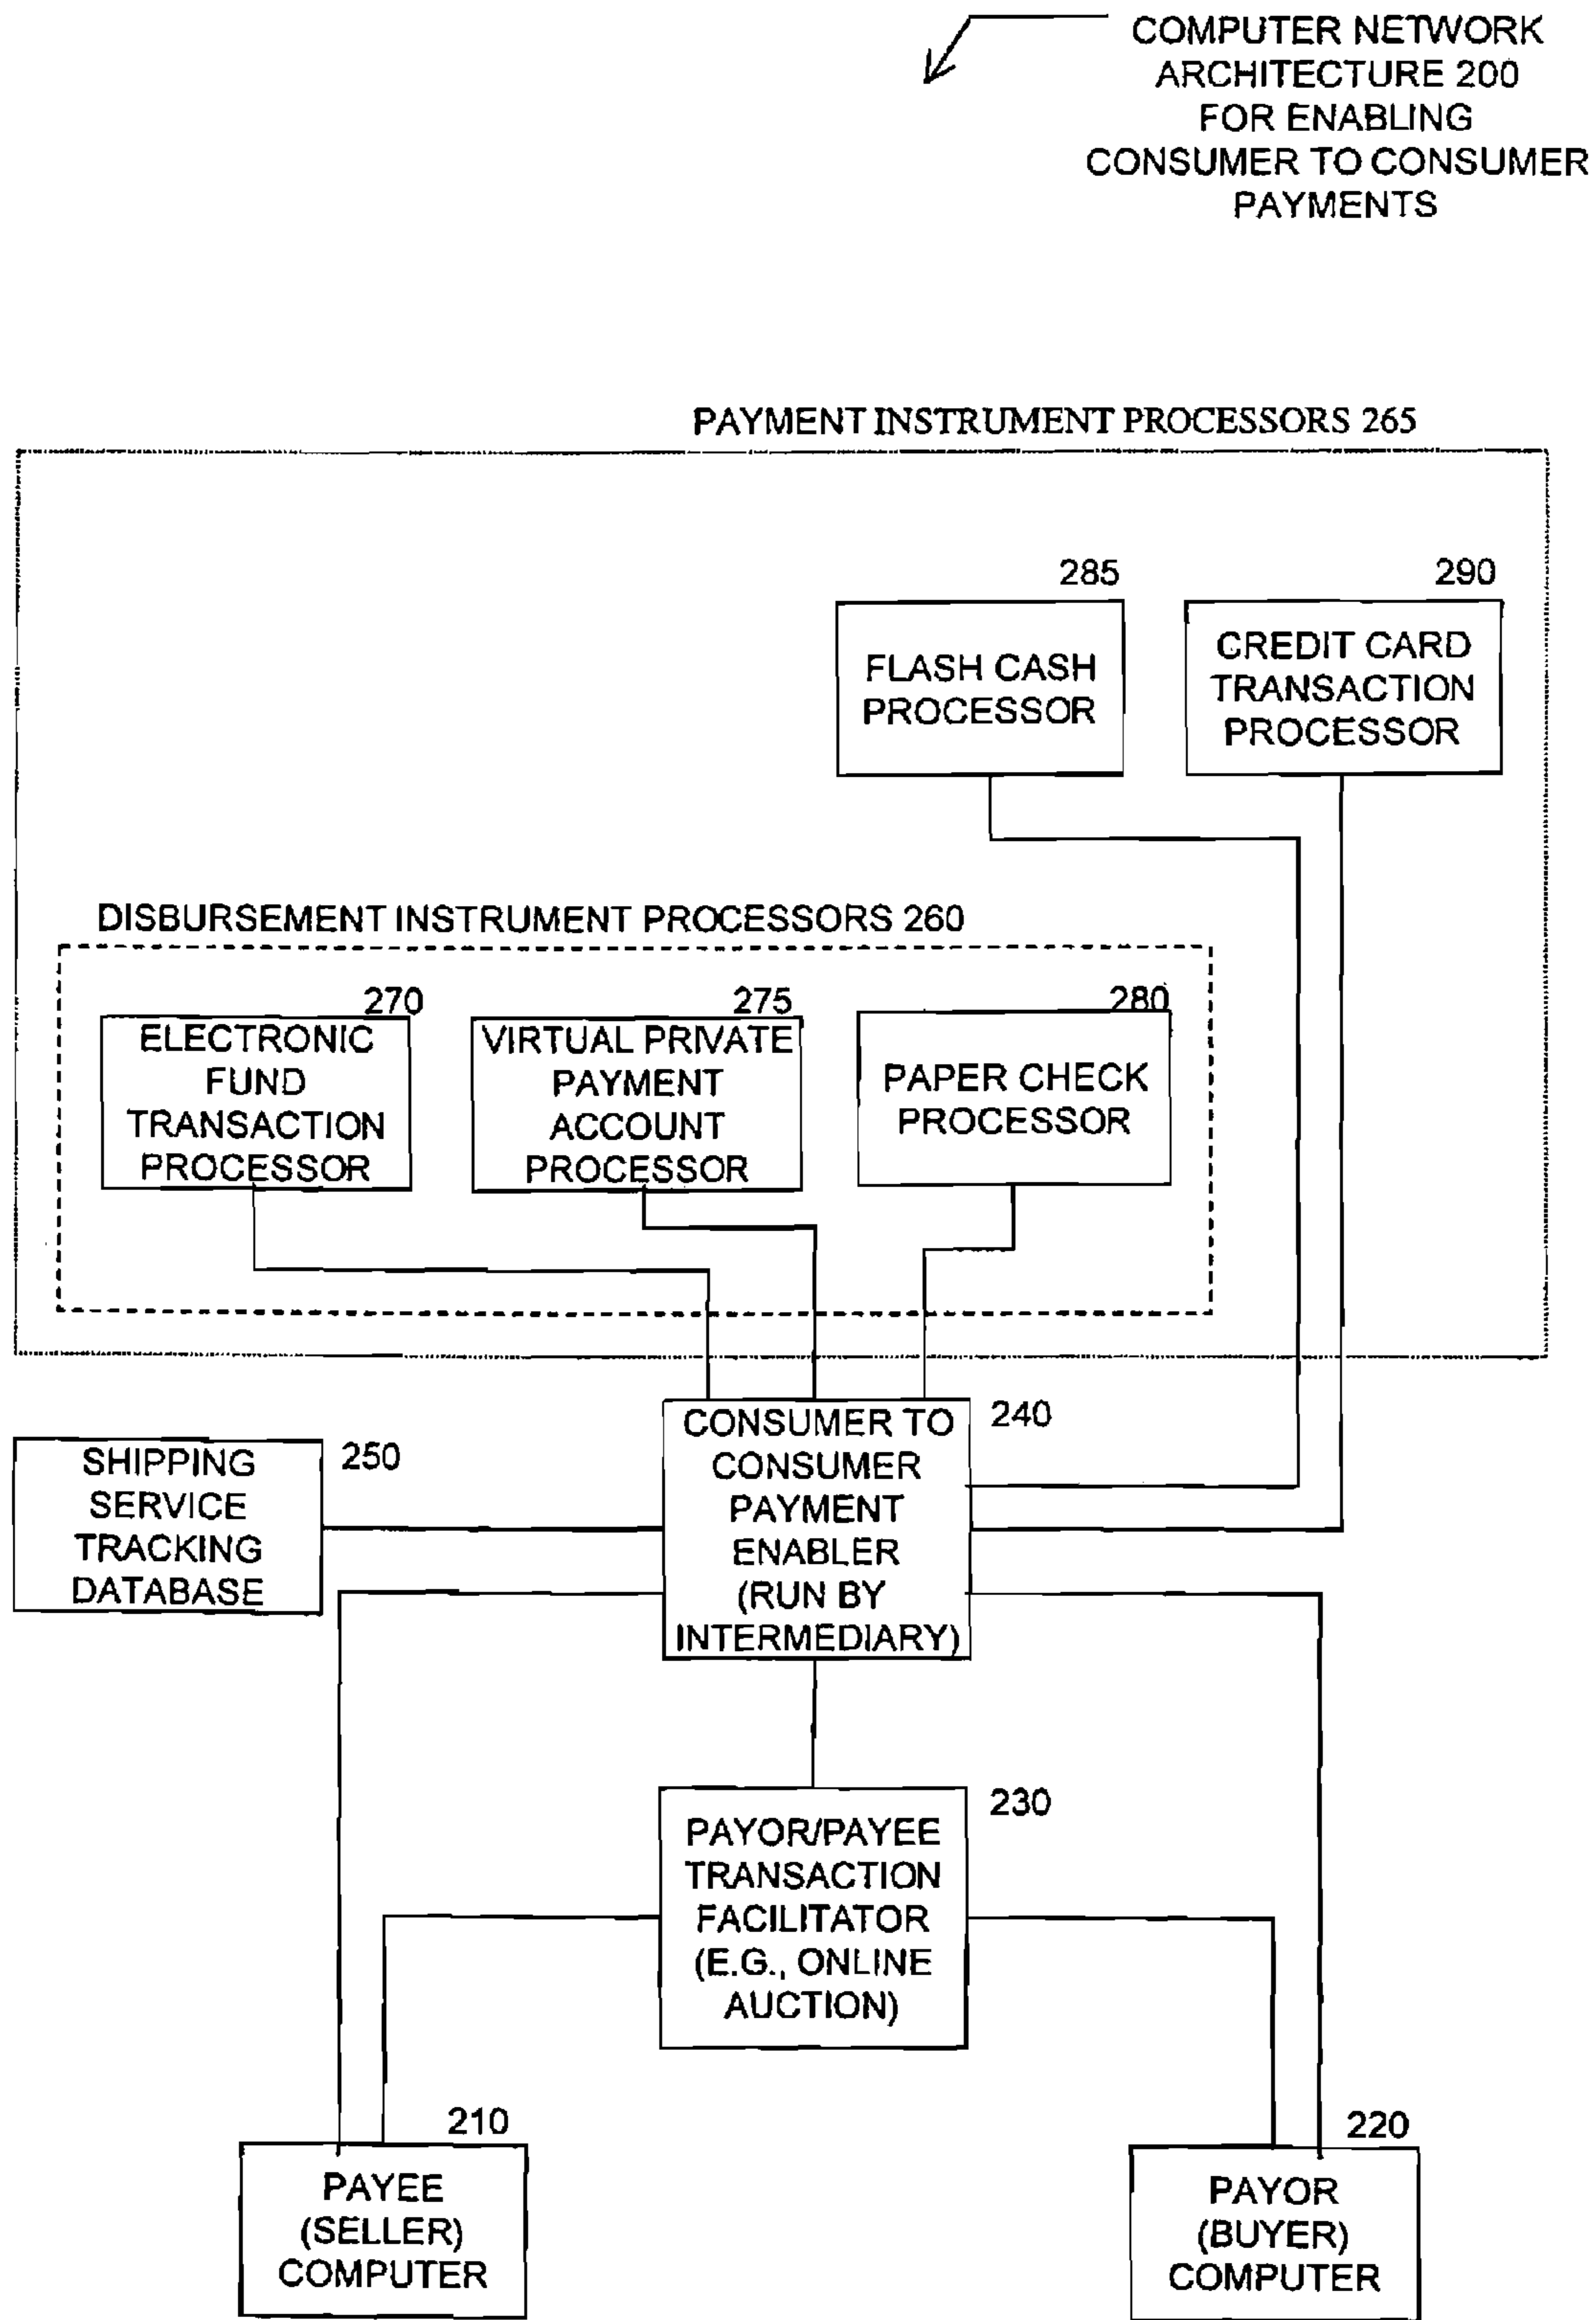 COMPUTER NETWORK
ARCHITECTURE 200
FOR ENABLING
CONSUMER TO CONSUMER
PAYMENTS
PAYMENT INSTRUMENT PROCESSORS 265
285
FLASH CASH
PROCESSOR
290
CREDIT CARD
TRANSACTION
PROCESSOR
DISBURSEMENT INSTRUMENT PROCESSORS 260
270
ELECTRONIC
FUND
TRANSACTION
PROCESSOR
275
VIRTUAL PRIVATE
PAYMENT
ACCOUNT
PROCESSOR
280
PAPER CHECK
PROCESSOR
240
CONSUMER TO
CONSUMER
PAYMENT
ENABLER
(RUN BY
INTERMEDIARY)
250
SHIPPING
SERVICE
TRACKING
DATABASE
230
PAYOR/PAYEE
TRANSACTION
FACILITATOR
(E.G., ONLINE
AUCTION)
210
PAYEE
(SELLER)
COMPUTER
220
PAYOR
(BUYER)
COMPUTER